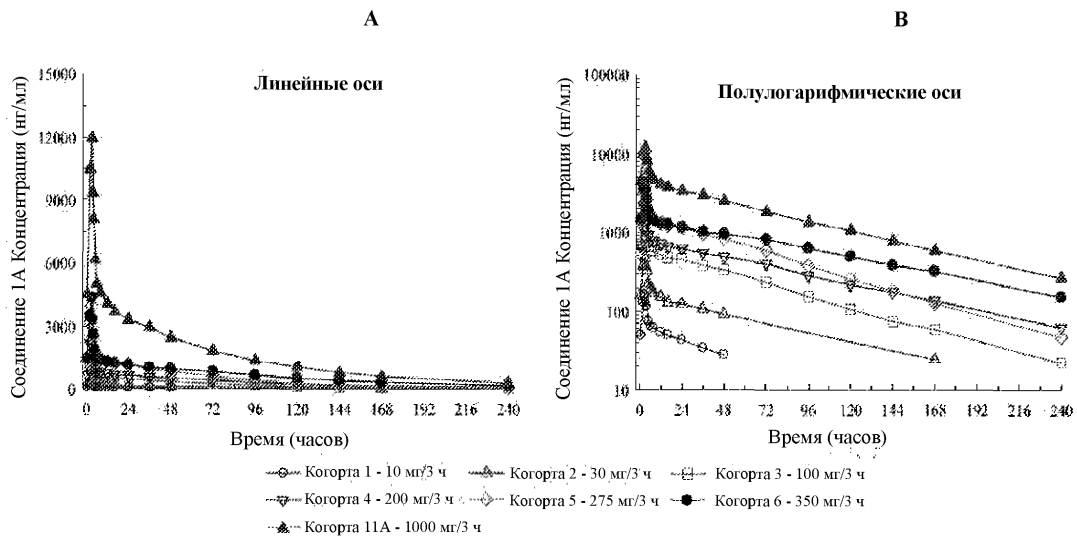 A
B
Линейные оси
Полулогарифмические оси
Соединение 1А Концентрация (нг/мл)
15000
12000
9000
6000
3000
0
0 24 48 72 96 120 144 168 192 216 240
Время (часов)
Соединение 1А Концентрация (нг/мл)
100000
10000
1000
100
10
0 24 48 72 96 120 144 168 192 216 240
Время (часов)
Когорта 1 - 10 мг/3 ч
Когорта 2 - 30 мг/3 ч
Когорта 3 - 100 мг/3 ч
Когорта 4 - 200 мг/3 ч
Когорта 5 - 275 мг/3 ч
Когорта 6 - 350 мг/3 ч
Когорта 11А - 1000 мг/3 ч